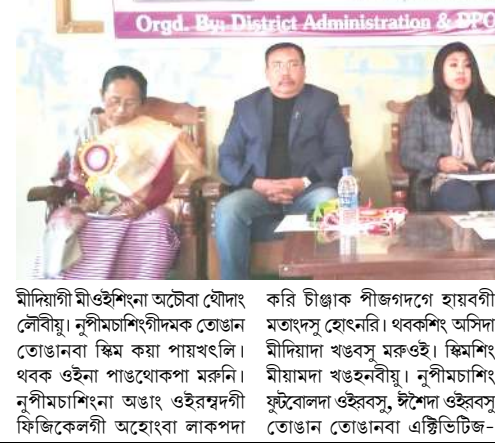 Orgd. By: District Administration & DPO
মীদিয়াগী মীওইশিংনা অচৌবা থৌদাং
লৌবীয়ু। নুপীমচাশিংগীদমক তোঙান
তোঙানবা স্কিম কয়া পায়খৎলি।
থবক ওইনা পাঙথোকপা মরুনি।
নুপীমচাশিংনা অঙাং ওইরম্বদগী
ফিজিকেলগী অহোংবা লাকপদা
করি চীঞ্জাক পীজগদগে হায়বগী
মতাংদসু হোৎনরি। থবকশিং অসিদা
মীদিয়াদা খঙবসু মরুওই। স্কিমশিং
মীয়ামদা খঙহনবীয়ু। নুপীমচাশিং
ফুটবোলদা ওইরবসু, ঈশৈদা ওইরবসু
তোঙান তোঙানবা এক্টিভিটিজ-